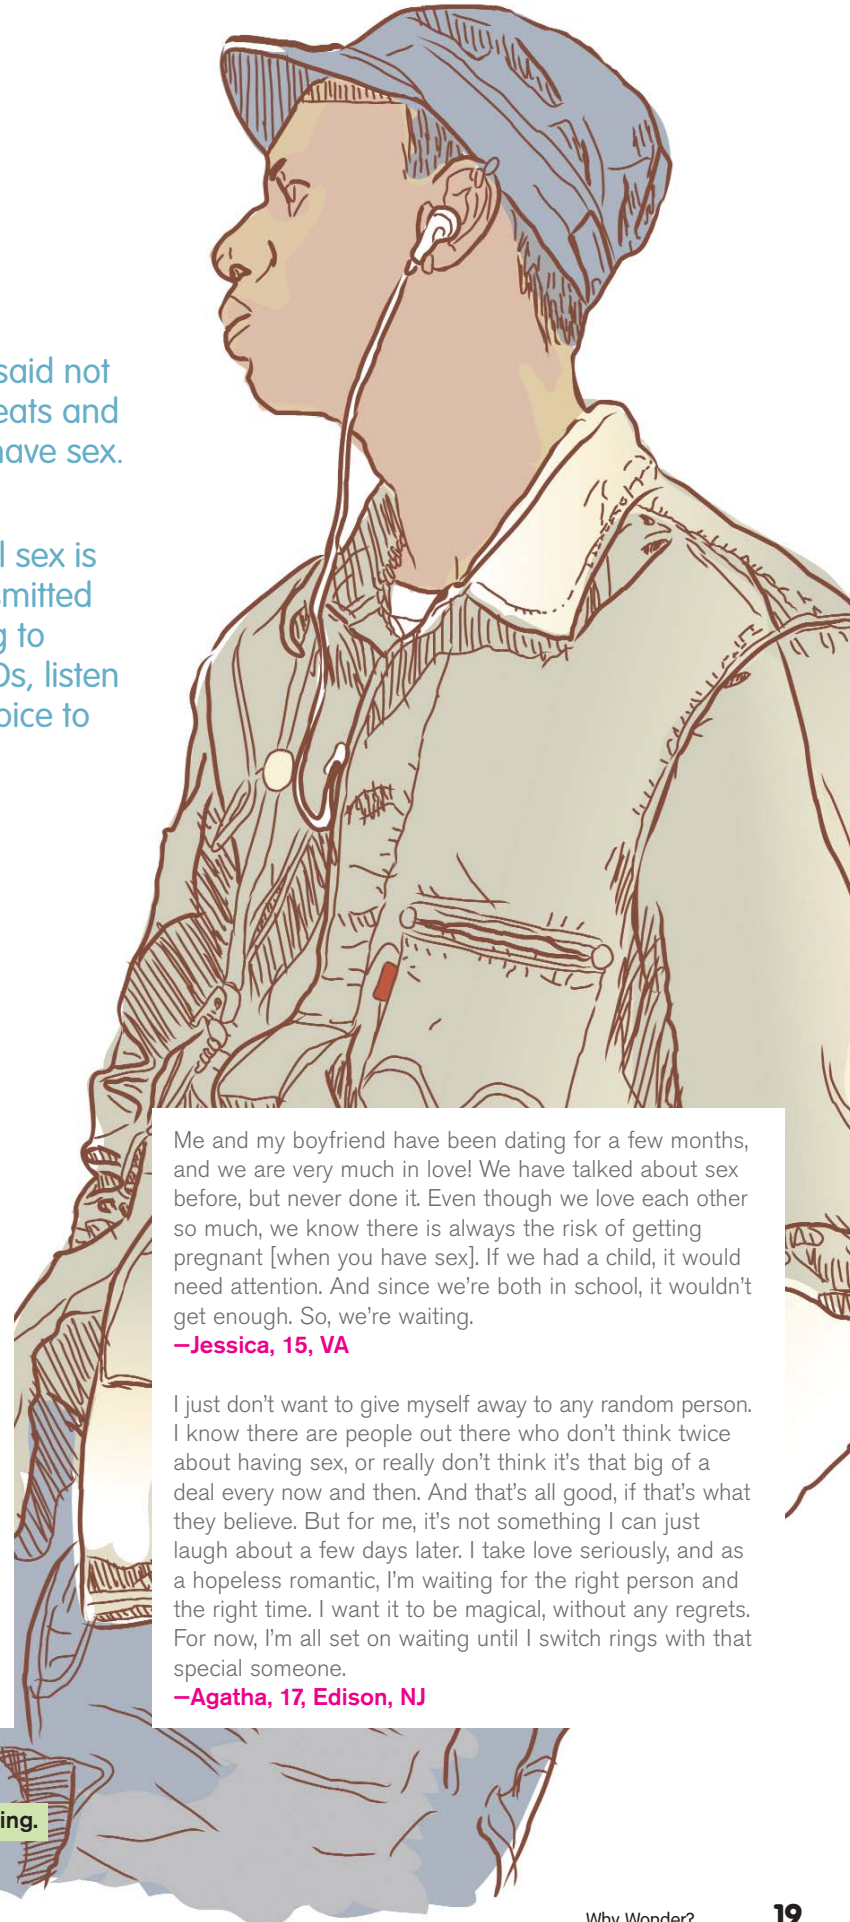 said not
eats and
have sex.
l sex is
smitted
g to
Ds, listen
oice to
Me and my boyfriend have been dating for a few months,
and we are very much in love! We have talked about sex
before, but never done it. Even though we love each other
so much, we know there is always the risk of getting
pregnant [when you have sex]. If we had a child, it would
need attention. And since we're both in school, it wouldn't
get enough. So, we're waiting.
—Jessica, 15, VA
I just don't want to give myself away to any random person.
I know there are people out there who don't think twice
about having sex, or really don't think it's that big of a
deal every now and then. And that's all good, if that's what
they believe. But for me, it's not something I can just
laugh about a few days later. I take love seriously, and as
a hopeless romantic, I'm waiting for the right person and
the right time. I want it to be magical, without any regrets.
For now, I'm all set on waiting until I switch rings with that
special someone.
—Agatha, 17, Edison, NJ
ing.
Why Wonder? 19